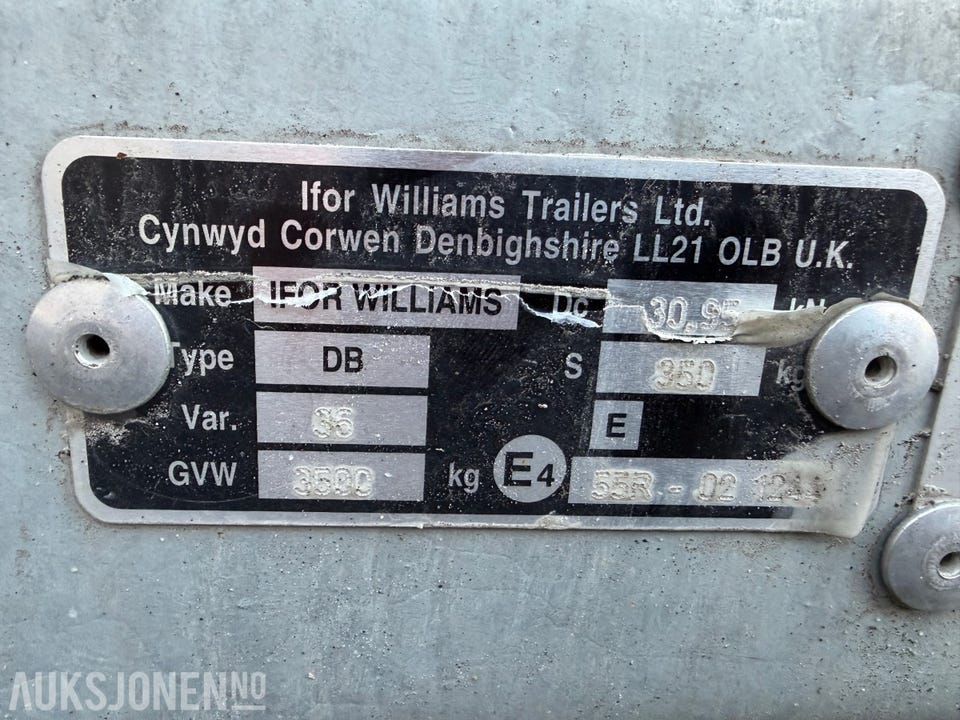 Ifor Williams Trailers Ltd.
Cynwyd Corwen Denbighshire LL21 OLB U.K.
Make IFOR WILLIAMS Dc 30,95 kN
Type DB S 350 kg
Var. 36 E
GVW 3500 kg E4 55R - 02
AUKSJONEN.NO